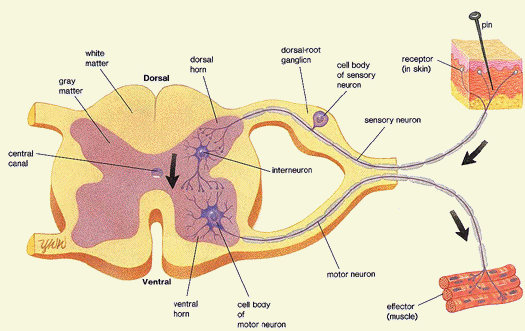 pin
white
matter
Dorsal
dorsal
horn
dorsal-root
ganglion
cell body
of sensory
neuron
receptor
(in skin)
gray
matter
sensory neuron
central
canal
interneuron
Ventral
ventral
horn
cell body
of motor neuron
motor neuron
effector
(muscle)